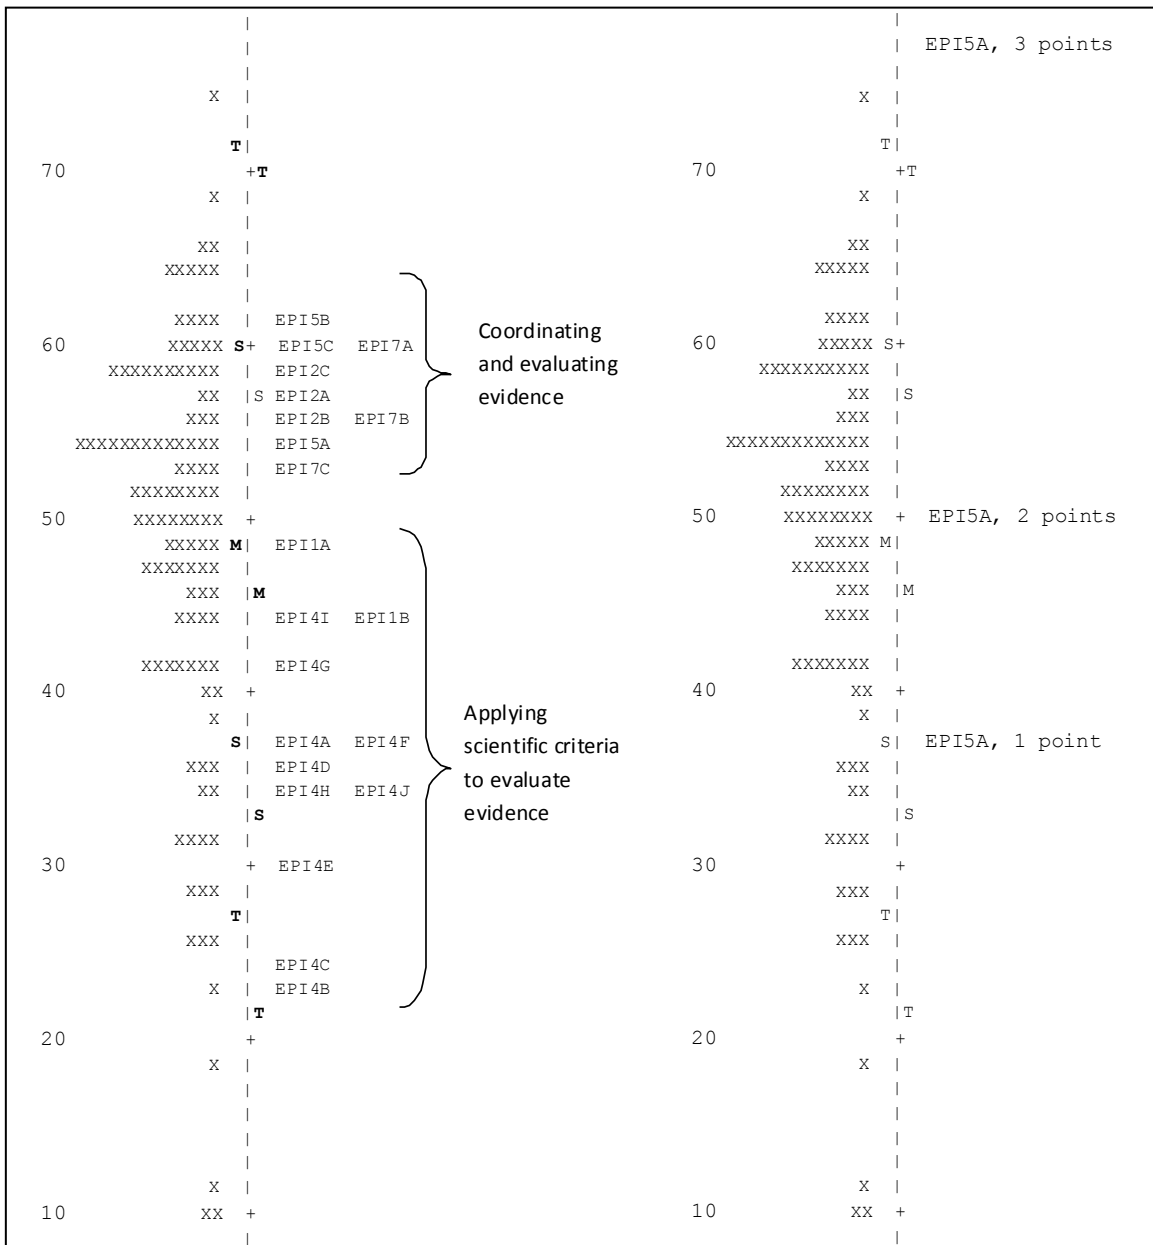 X |
T|
70 +T
X |
XX |
XXXXX |
XXXX | EPI5B
60 XXXXX S+ EPI5C EPI7A
XXXXXXXXXX | EPI2C
XX |S EPI2A
XXX | EPI2B EPI7B
XXXXXXXXXXXXX | EPI5A
XXXX | EPI7C
XXXXXXXX |
50 XXXXXXXX +
XXXXX M| EPI1A
XXXXXXX |
XXX |M
XXXX | EPI4I EPI1B
XXXXXXX | EPI4G
40 XX +
X |
S| EPI4A EPI4F
XXX | EPI4D
XX | EPI4H EPI4J
|S
XXXX |
30 + EPI4E
XXX |
T|
XXX |
| EPI4C
X | EPI4B
|T
20 +
X |
X |
10 XX +
Coordinating
and evaluating
evidence
Applying
scientific criteria
to evaluate
evidence
| EPI5A, 3 points
X |
T|
70 +T
X |
XX |
XXXXX |
XXXX |
60 XXXXX S+
XXXXXXXXXX |
XX |S
XXX |
XXXXXXXXXXXXX |
XXXX |
XXXXXXXX |
50 XXXXXXXX + EPI5A, 2 points
XXXXX M|
XXXXXXX |
XXX |M
XXXX |
XXXXXXX |
40 XX +
X |
S| EPI5A, 1 point
XXX |
XX |
|S
XXXX |
30 +
XXX |
T|
XXX |
X |
|T
20 +
X |
X |
10 XX +